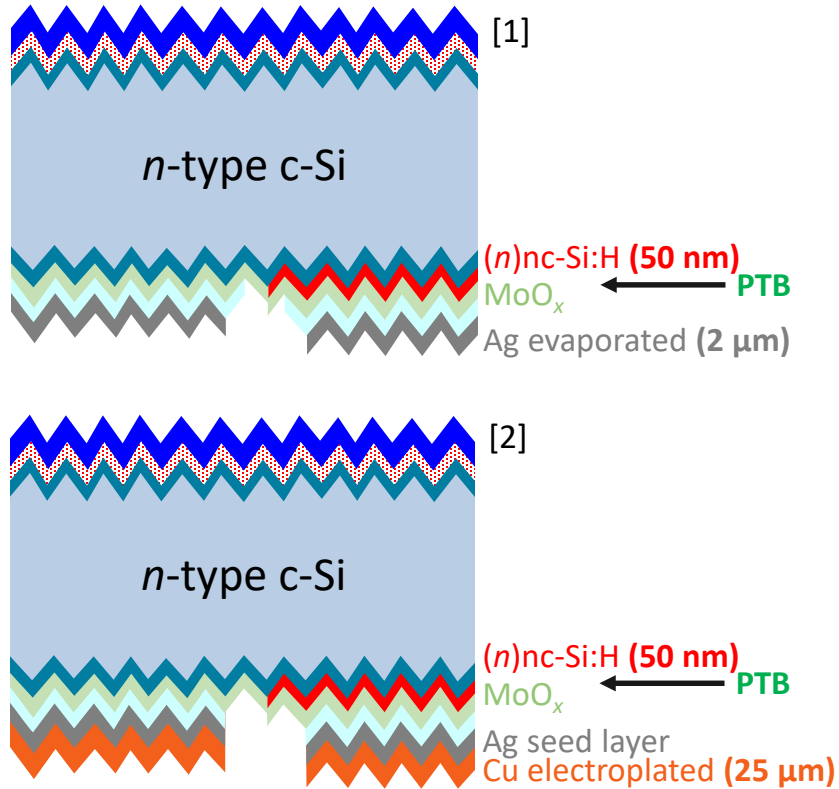 [1]
n-type c-Si
(n)nc-Si:H (50 nm)
MoOₓ
PTB
Ag evaporated (2 µm)
[2]
n-type c-Si
(n)nc-Si:H (50 nm)
MoOₓ
PTB
Ag seed layer
Cu electroplated (25 µm)